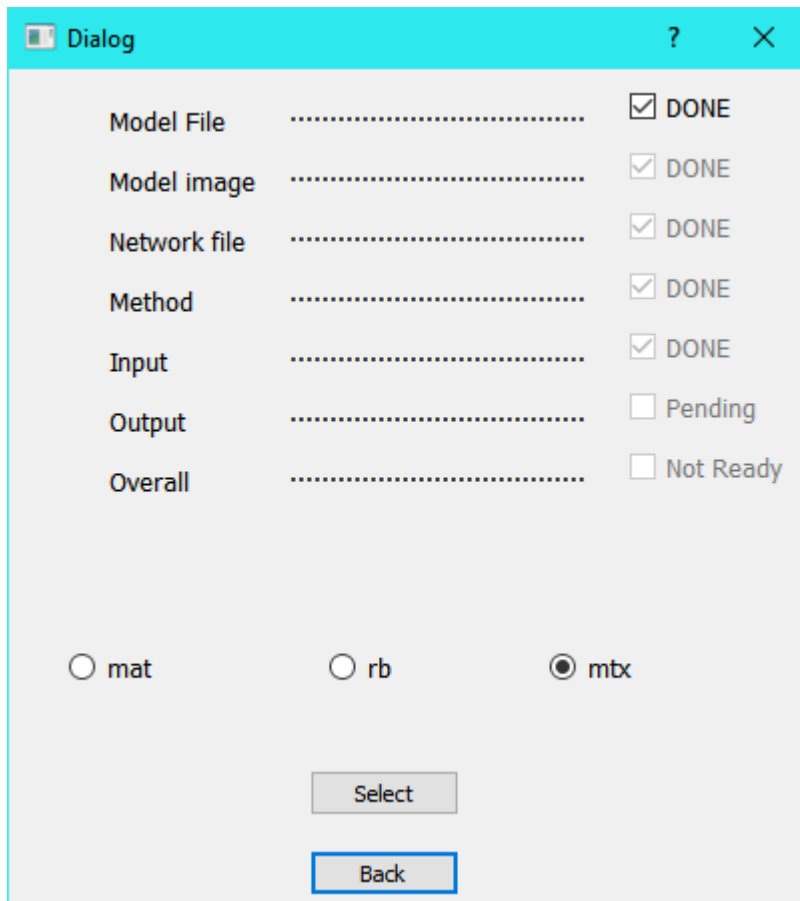 Dialog ?
Model File ..................................... DONE
Model image ..................................... DONE
Network file ..................................... DONE
Method ..................................... DONE
Input ..................................... DONE
Output ..................................... Pending
Overall ..................................... Not Ready
mat rb mtx
Select
Back